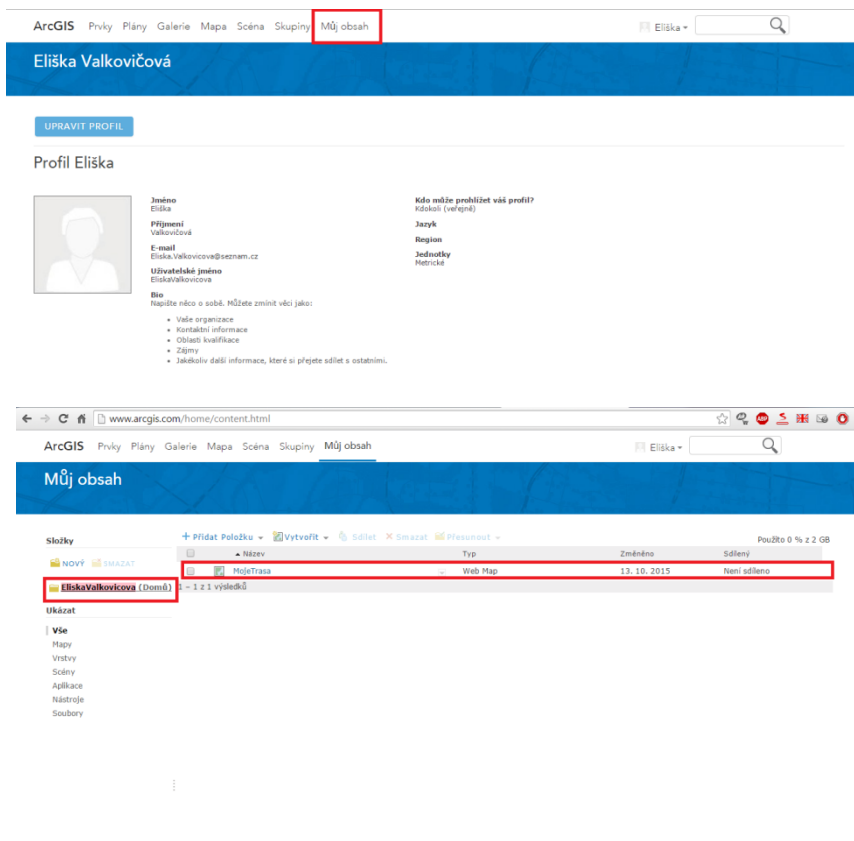 ArcGIS Prvky Plány Galerie Mapa Scéna Skupiny Můj obsah Eliška
Eliška Valkovičová
UPRAVIT PROFIL
Profil Eliška
Jméno
Eliška
Příjmení
Valkovičová
E-mail
Eliska.Valkovicova@seznam.cz
Uživatelské jméno
EliskaValkovicova
Bio
Napište něco o sobě. Můžete zmínit věci jako:
• Vaše organizace
• Kontaktní informace
• Oblasti kvalifikace
• Zájmy
• Jakékoliv další informace, které si přejete sdílet s ostatními.
Kdo může prohlížet váš profil?
Kdokoli (veřejné)
Jazyk
Region
Jednotky
Metrické
www.arcgis.com/home/content.html
ArcGIS Prvky Plány Galerie Mapa Scéna Skupiny Můj obsah Eliška
Můj obsah
Složky
NOVÝ SMAZAT
EliskaValkovicova (Domů)
Ukázat
Vše
Mapy
Vrstvy
Scény
Aplikace
Nástroje
Soubory
+ Přidat Položku Vytvořit Sdílet Smazat Přesunout Použito 0 % z 2 GB
Název Typ Změněno Sdílený
MojeTrasa Web Map 13. 10. 2015 Není sdíleno
1 – 1 z 1 výsledků